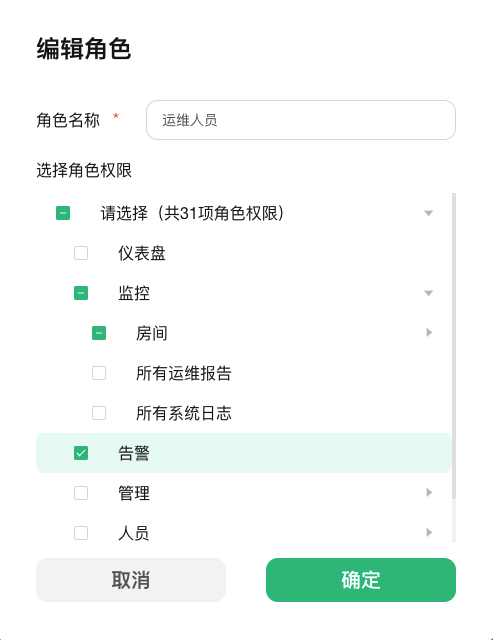 编辑角色
角色名称 *
运维人员
选择角色权限
请选择（共31项角色权限）
仪表盘
监控
房间
所有运维报告
所有系统日志
告警
管理
人员
取消
确定